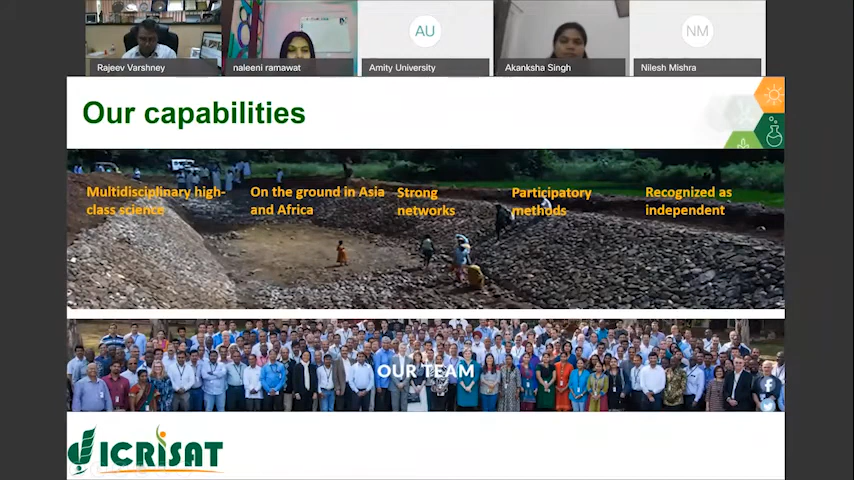 AU
NM
Rajeev Varshney
naleeni ramawat
Amity University
Akanksha Singh
Nilesh Mishra
Our capabilities
Multidisciplinary high-
class science
On the ground in Asia
and Africa
Strong
networks
Participatory
methods
Recognized as
independent
OUR TEAM
ICRISAT